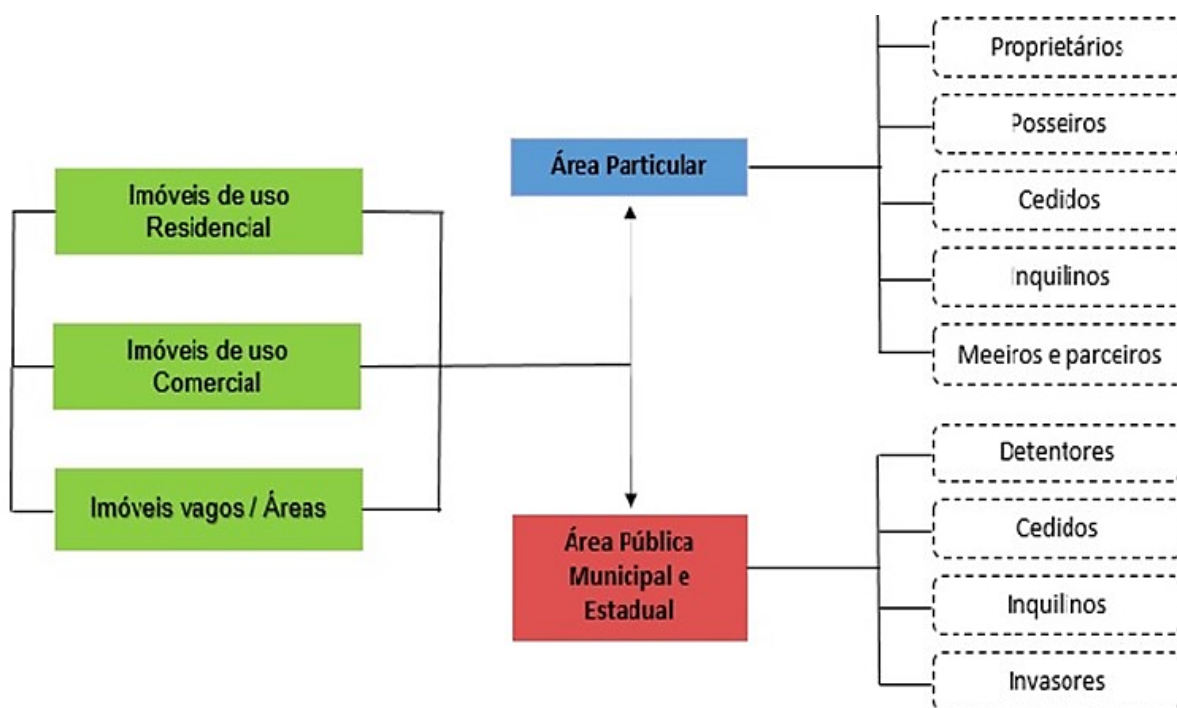 Imóveis de uso
Residencial
Imóveis de uso
Comercial
Imóveis vagos / Áreas
Área Particular
Área Pública
Municipal e
Estadual
Proprietários
Posseiros
Cedidos
Inquilinos
Meeiros e parceiros
Detentores
Cedidos
Inquilinos
Invasores